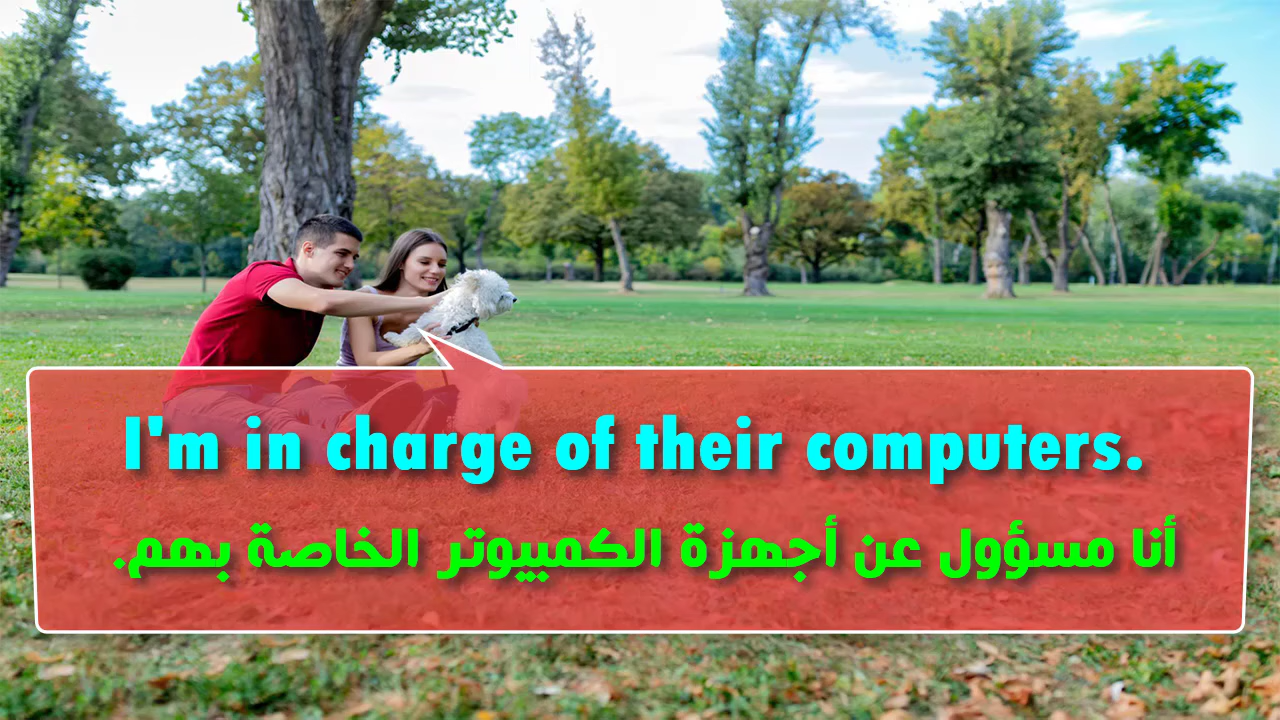 I'm in charge of their computers.
أنا مسؤول عن أجهزة الكمبيوتر الخاصة بهم.